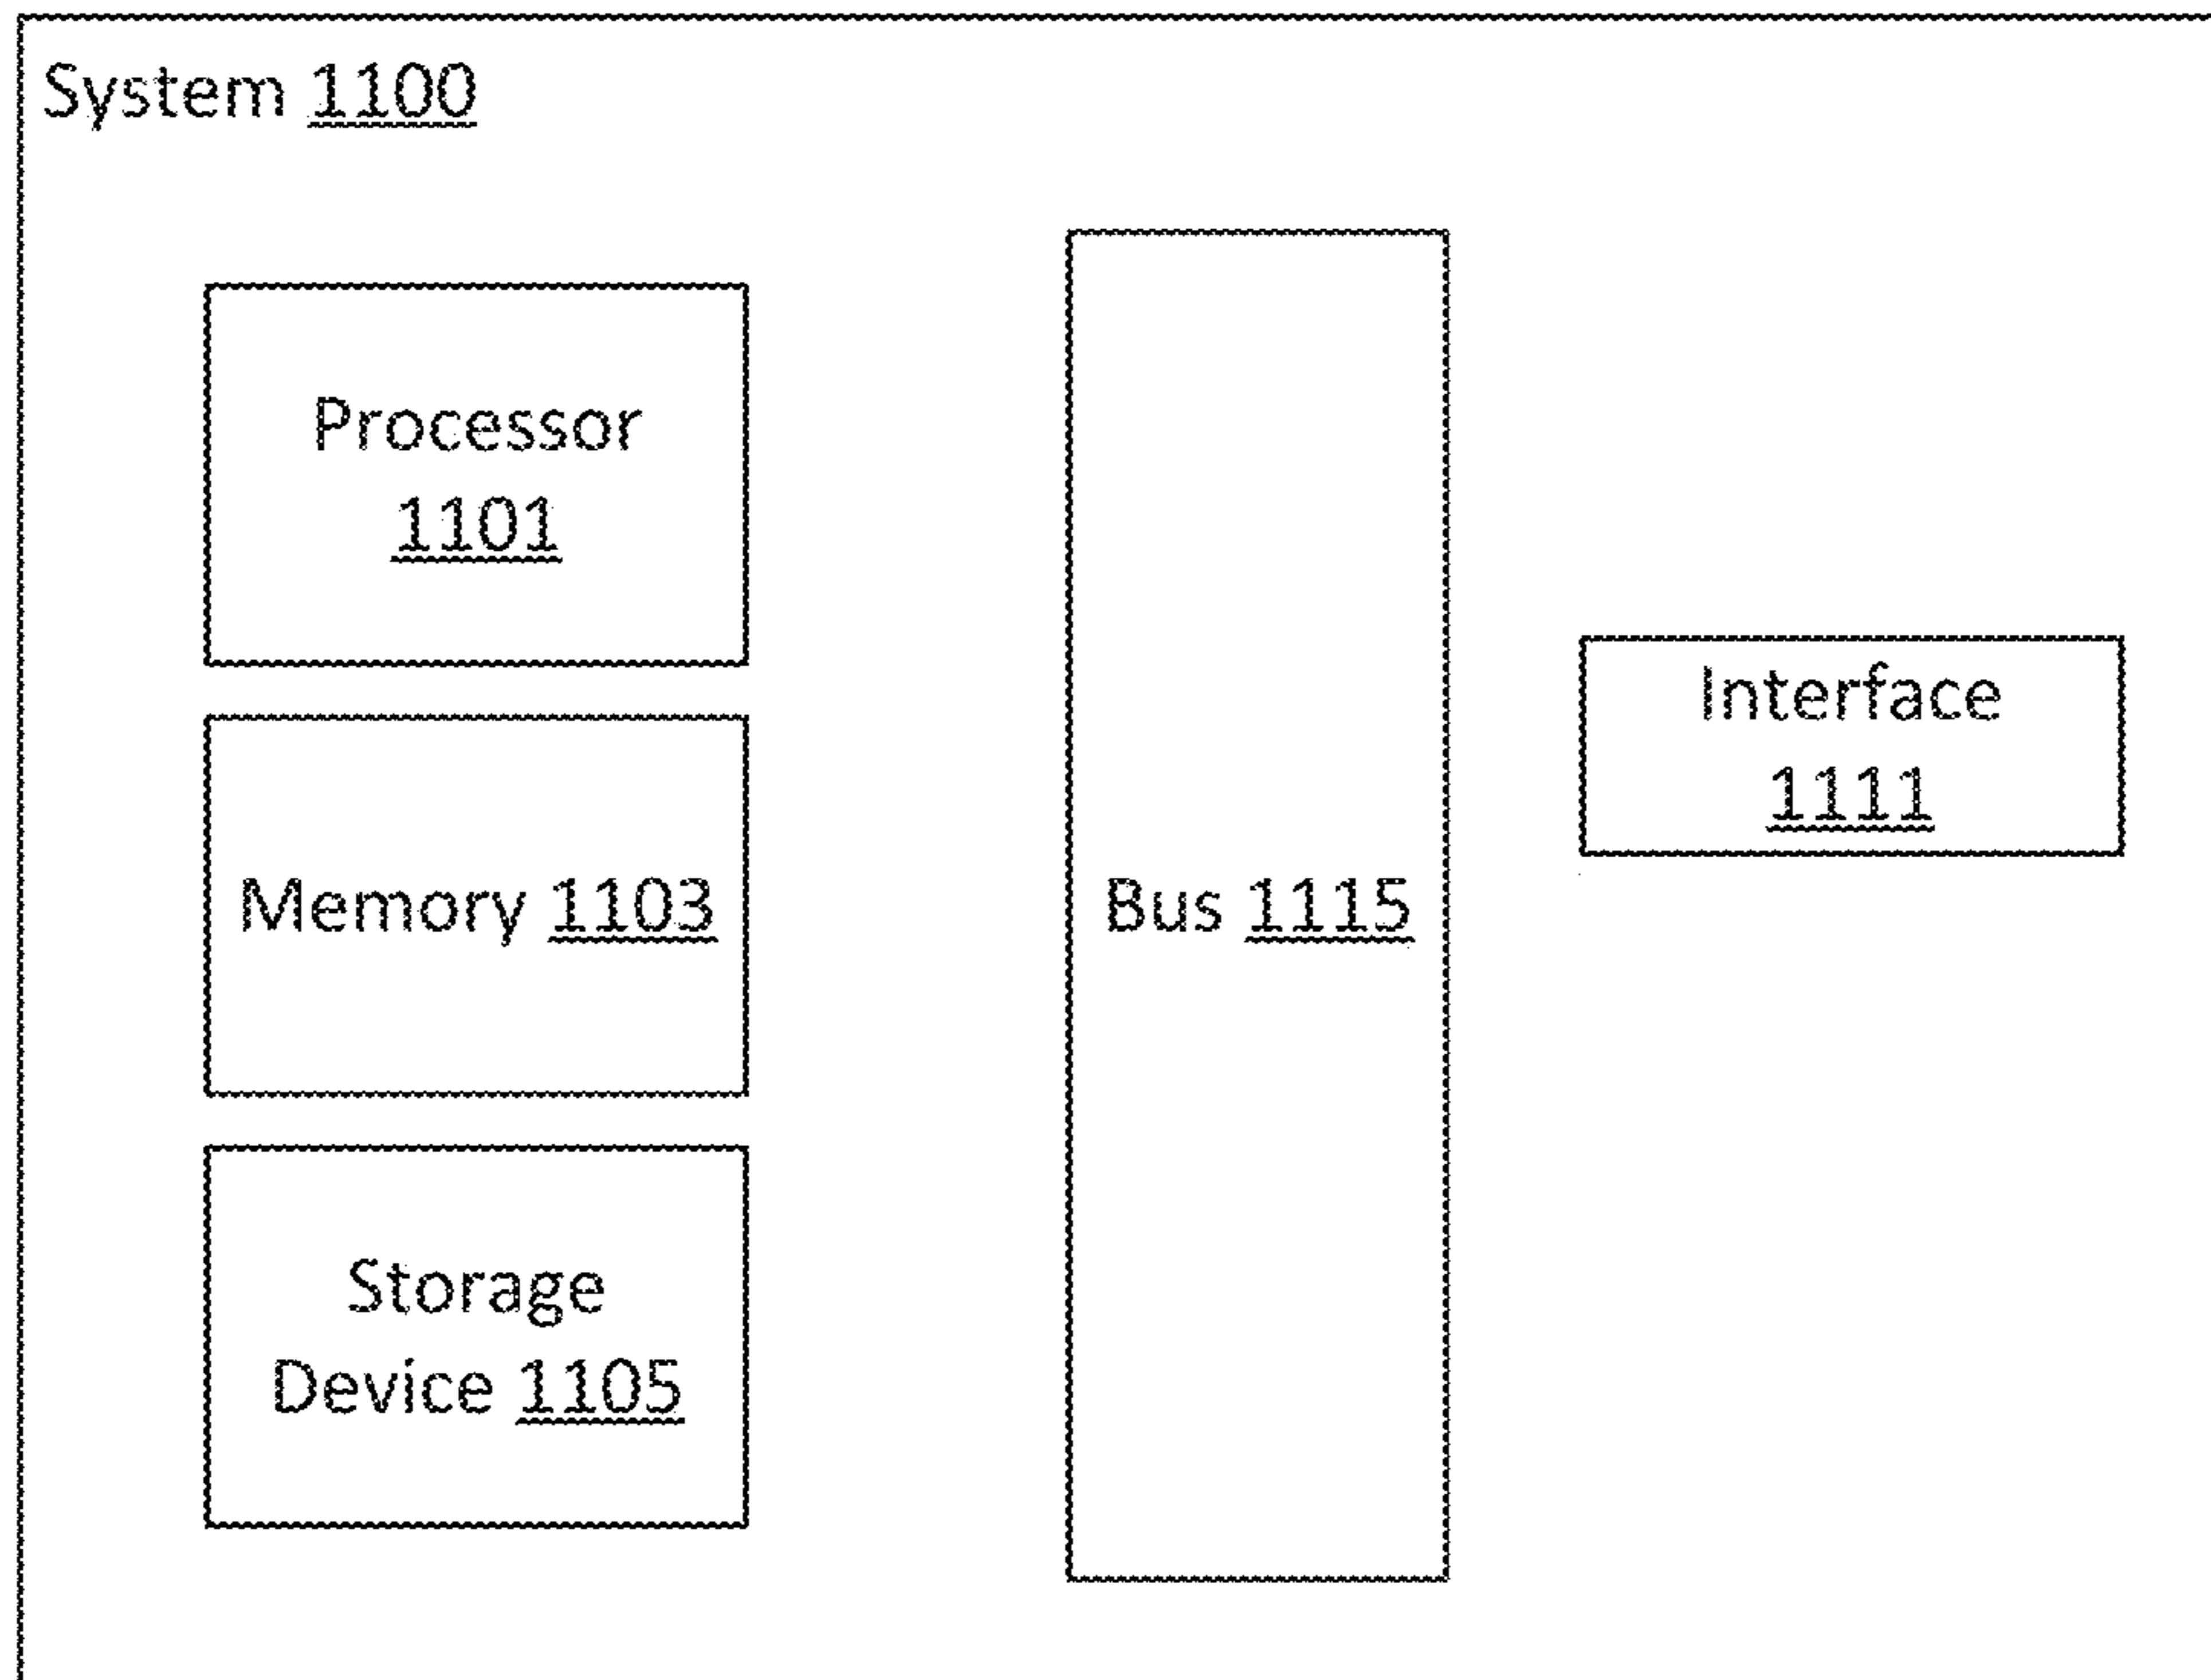 System 1100
Processor
1101
Memory 1103
Storage
Device 1105
Bus 1115
Interface
1111